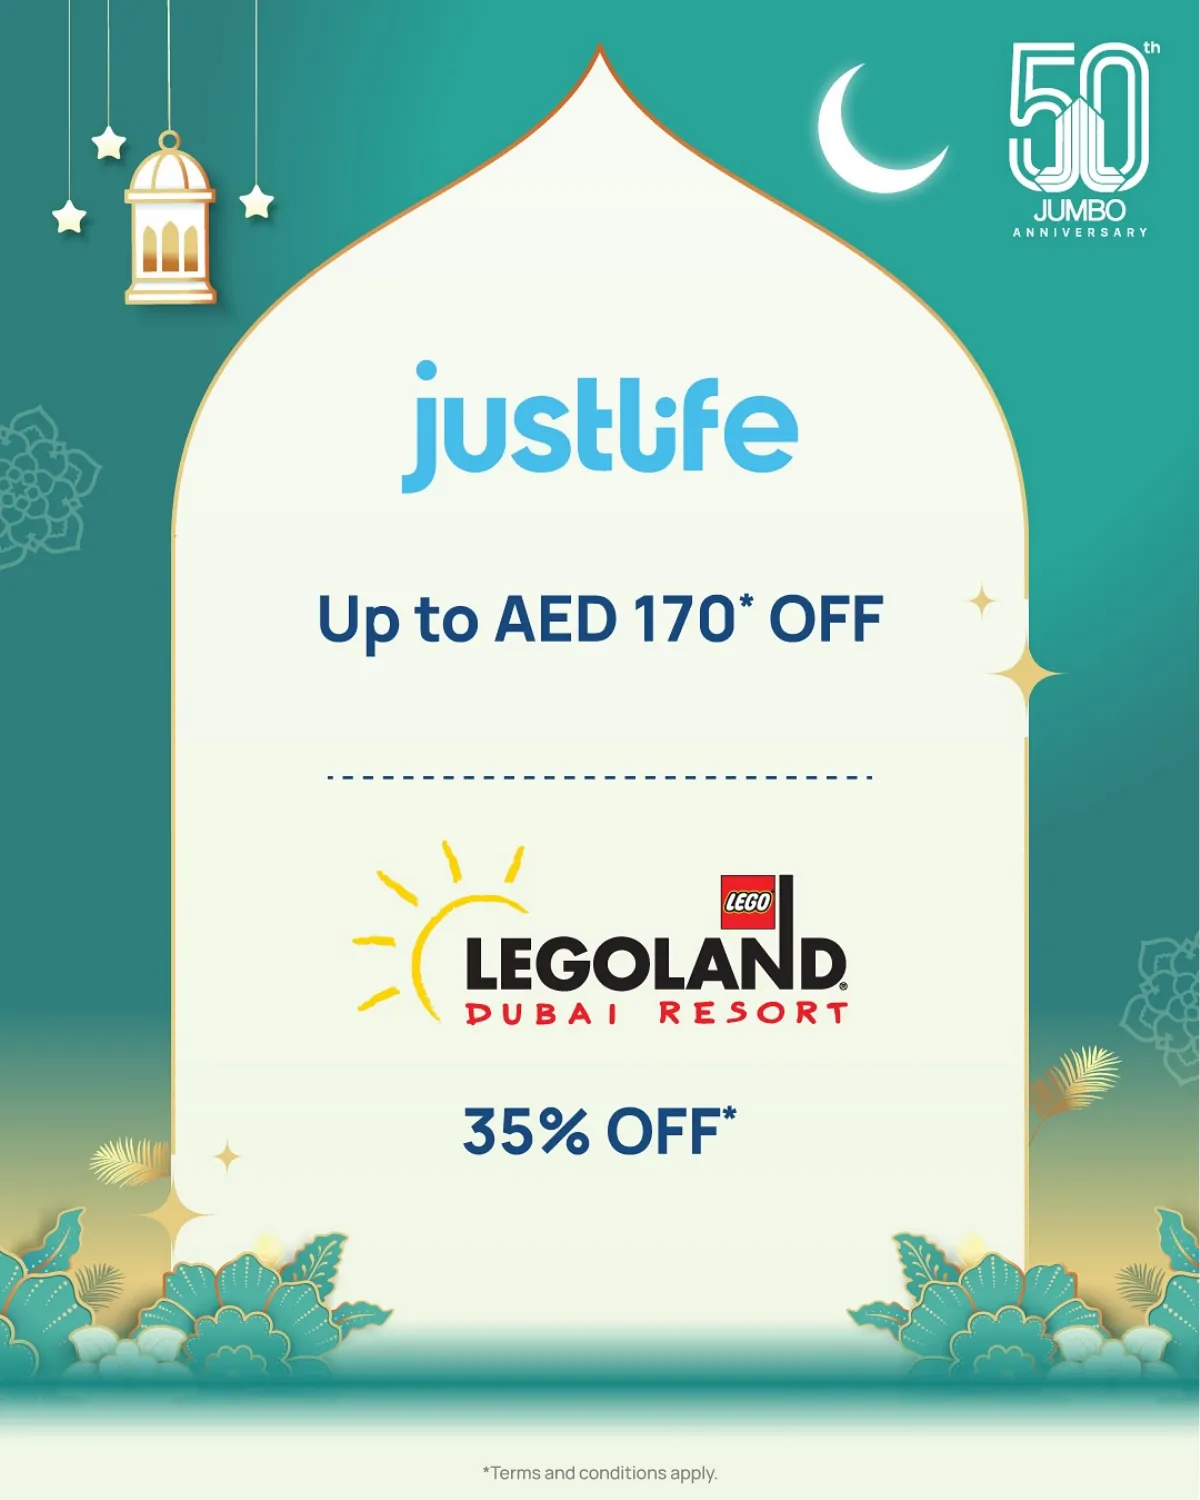 50th
JUMBO
ANNIVERSARY
justlife
Up to AED 170* OFF
LEGO
LEGOLAND®
DUBAI RESORT
35% OFF*
*Terms and conditions apply.